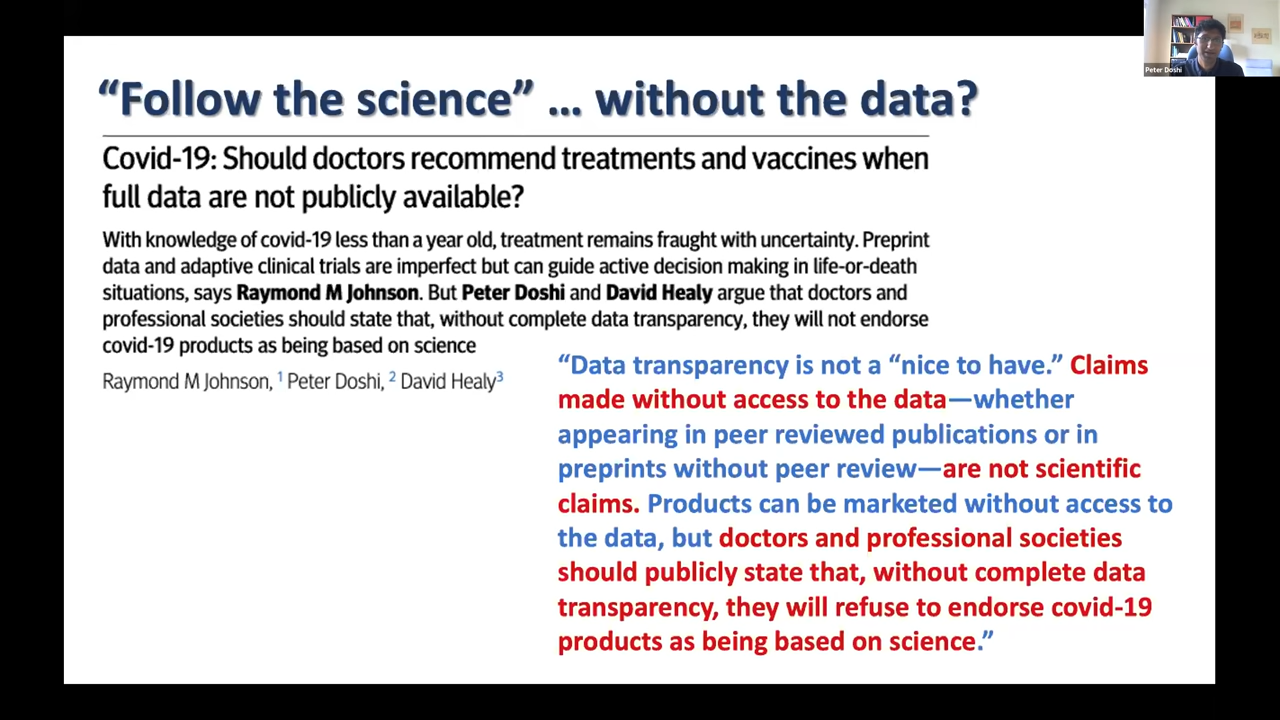 “Follow the science” … without the data?
Peter Doshi
Covid-19: Should doctors recommend treatments and vaccines when
full data are not publicly available?
With knowledge of covid-19 less than a year old, treatment remains fraught with uncertainty. Preprint
data and adaptive clinical trials are imperfect but can guide active decision making in life-or-death
situations, says Raymond M Johnson. But Peter Doshi and David Healy argue that doctors and
professional societies should state that, without complete data transparency, they will not endorse
covid-19 products as being based on science
Raymond M Johnson, 1 Peter Doshi, 2 David Healy3
“Data transparency is not a “nice to have.” Claims
made without access to the data—whether
appearing in peer reviewed publications or in
preprints without peer review—are not scientific
claims. Products can be marketed without access to
the data, but doctors and professional societies
should publicly state that, without complete data
transparency, they will refuse to endorse covid-19
products as being based on science.”